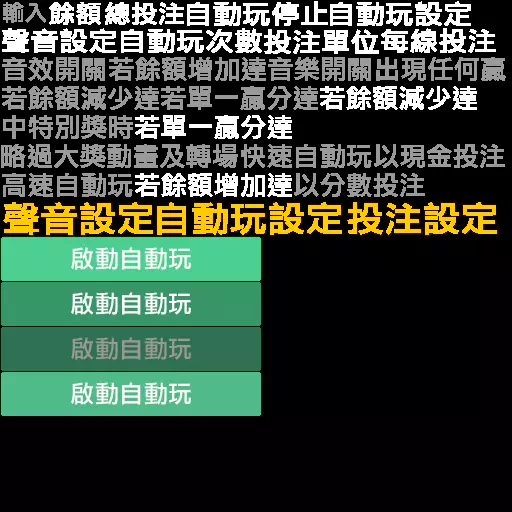 輸入餘額總投注自動玩停止自動玩設定
聲音設定自動玩次數投注單位每線投注
音效開關若餘額增加達音樂開關出現任何贏
若餘額減少達若單一贏分達若餘額減少達
中特別獎時若單一贏分達
略過大獎動畫及轉場快速自動玩以現金投注
高速自動玩若餘額增加達以分數投注
聲音設定自動玩設定投注設定
啟動自動玩
啟動自動玩
啟動自動玩
啟動自動玩